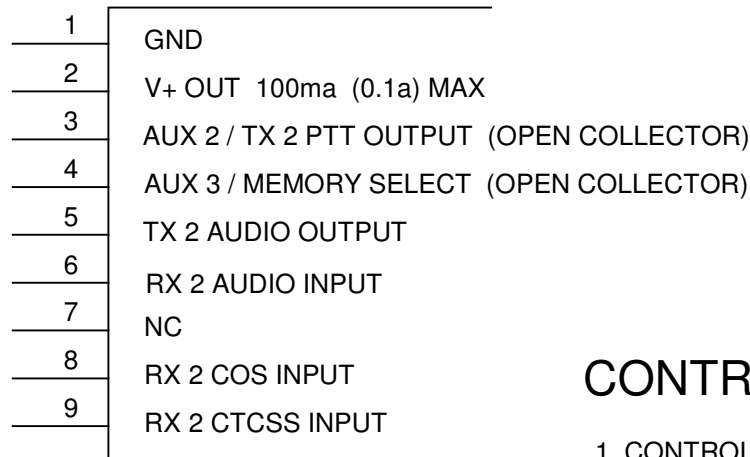 1 GND
2 V+ OUT 100ma (0.1a) MAX
3 AUX 2 / TX 2 PTT OUTPUT (OPEN COLLECTOR)
4 AUX 3 / MEMORY SELECT (OPEN COLLECTOR)
5 TX 2 AUDIO OUTPUT
6 RX 2 AUDIO INPUT
7 NC
8 RX 2 COS INPUT
CONTR
9 RX 2 CTCSS INPUT
1 CONTROL